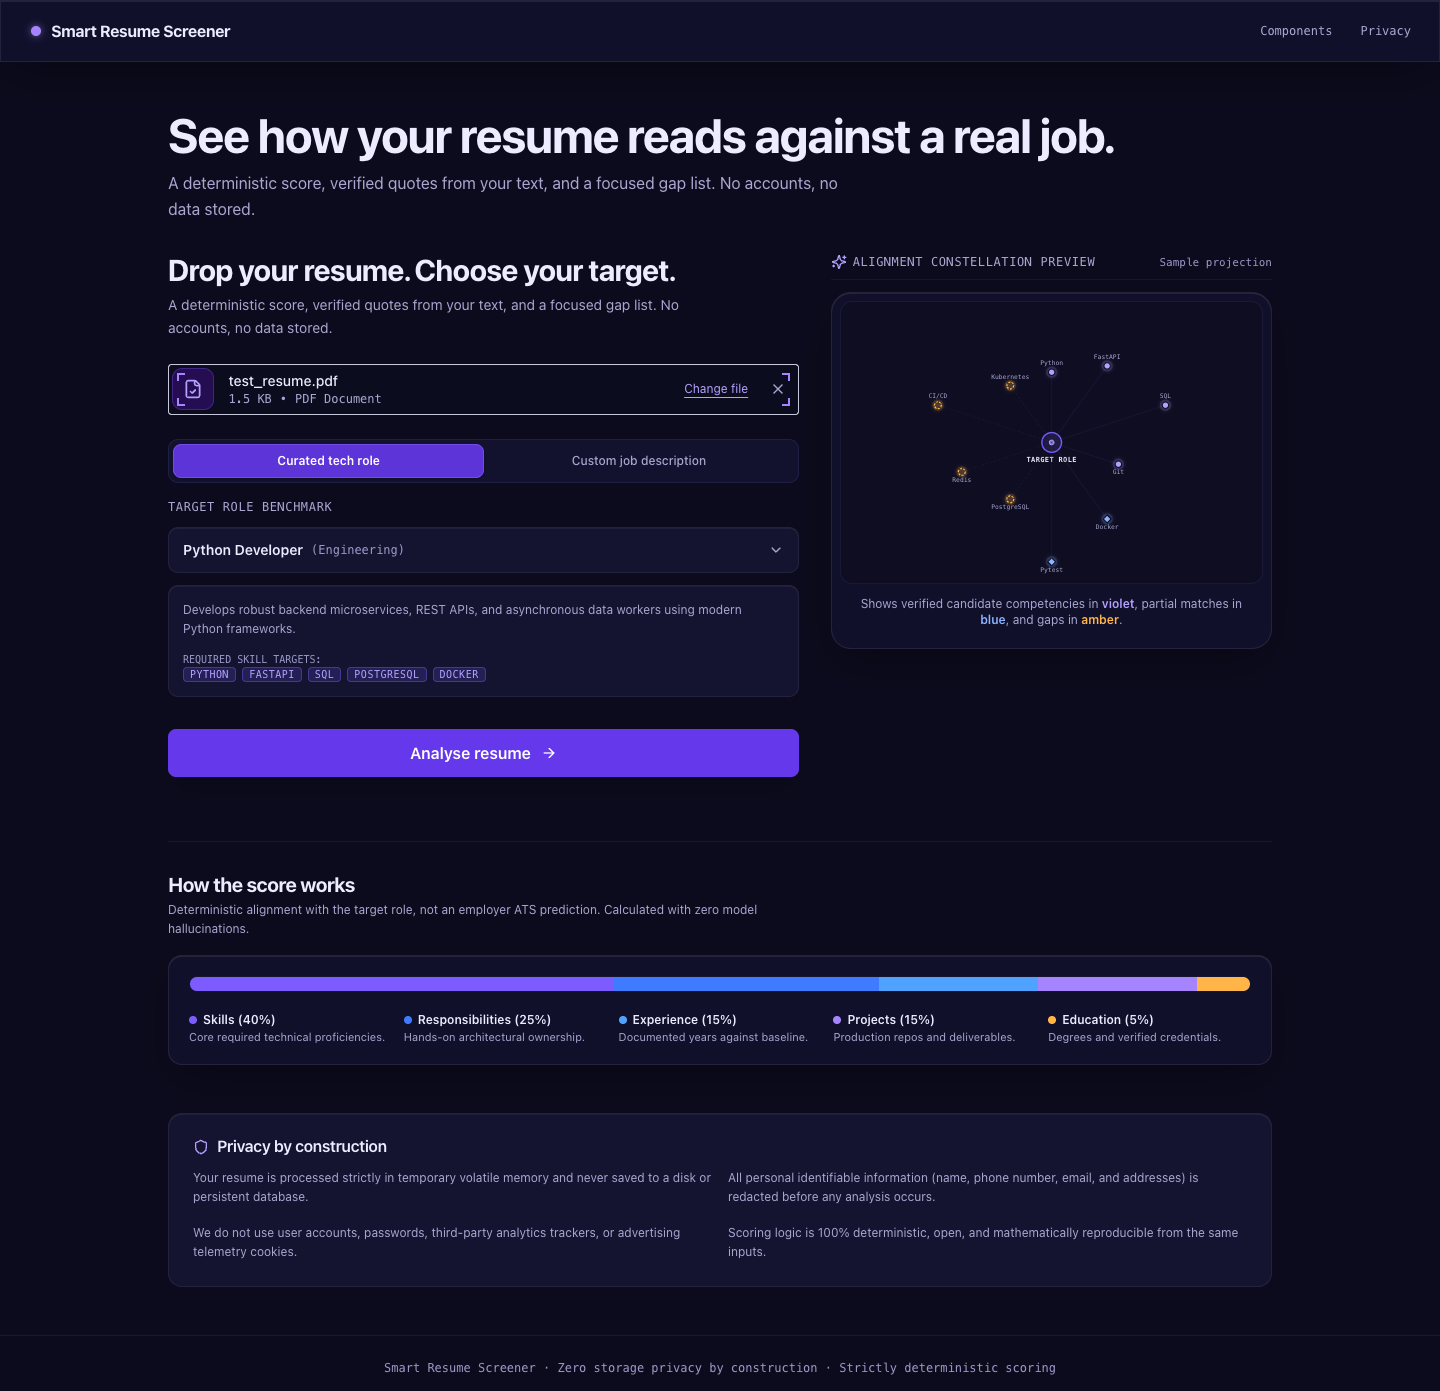 Smart Resume Screener
Components
Privacy
See how your resume reads against a real job.
A deterministic score, verified quotes from your text, and a focused gap list. No accounts, no
data stored.
Drop your resume. Choose your target.
A deterministic score, verified quotes from your text, and a focused gap list. No
accounts, no data stored.
test_resume.pdf
1.5 KB • PDF Document
Change file
Curated tech role
Custom job description
TARGET ROLE BENCHMARK
Python Developer (Engineering)
Develops robust backend microservices, REST APIs, and asynchronous data workers using modern
Python frameworks.
REQUIRED SKILL TARGETS:
PYTHON FASTAPI SQL POSTGRESQL DOCKER
Analyse resume
ALIGNMENT CONSTELLATION PREVIEW
Sample projection
FastAPI
Python
Kubernetes
CI/CD
SQL
TARGET ROLE
Git
Redis
PostgreSQL
Docker
Pytest
Shows verified candidate competencies in violet, partial matches in
blue, and gaps in amber.
How the score works
Deterministic alignment with the target role, not an employer ATS prediction. Calculated with zero model
hallucinations.
Skills (40%)
Core required technical proficiencies.
Responsibilities (25%)
Hands-on architectural ownership.
Experience (15%)
Documented years against baseline.
Projects (15%)
Production repos and deliverables.
Education (5%)
Degrees and verified credentials.
Privacy by construction
Your resume is processed strictly in temporary volatile memory and never saved to a disk or
persistent database.
All personal identifiable information (name, phone number, email, and addresses) is
redacted before any analysis occurs.
We do not use user accounts, passwords, third-party analytics trackers, or advertising
telemetry cookies.
Scoring logic is 100% deterministic, open, and mathematically reproducible from the same
inputs.
Smart Resume Screener · Zero storage privacy by construction · Strictly deterministic scoring